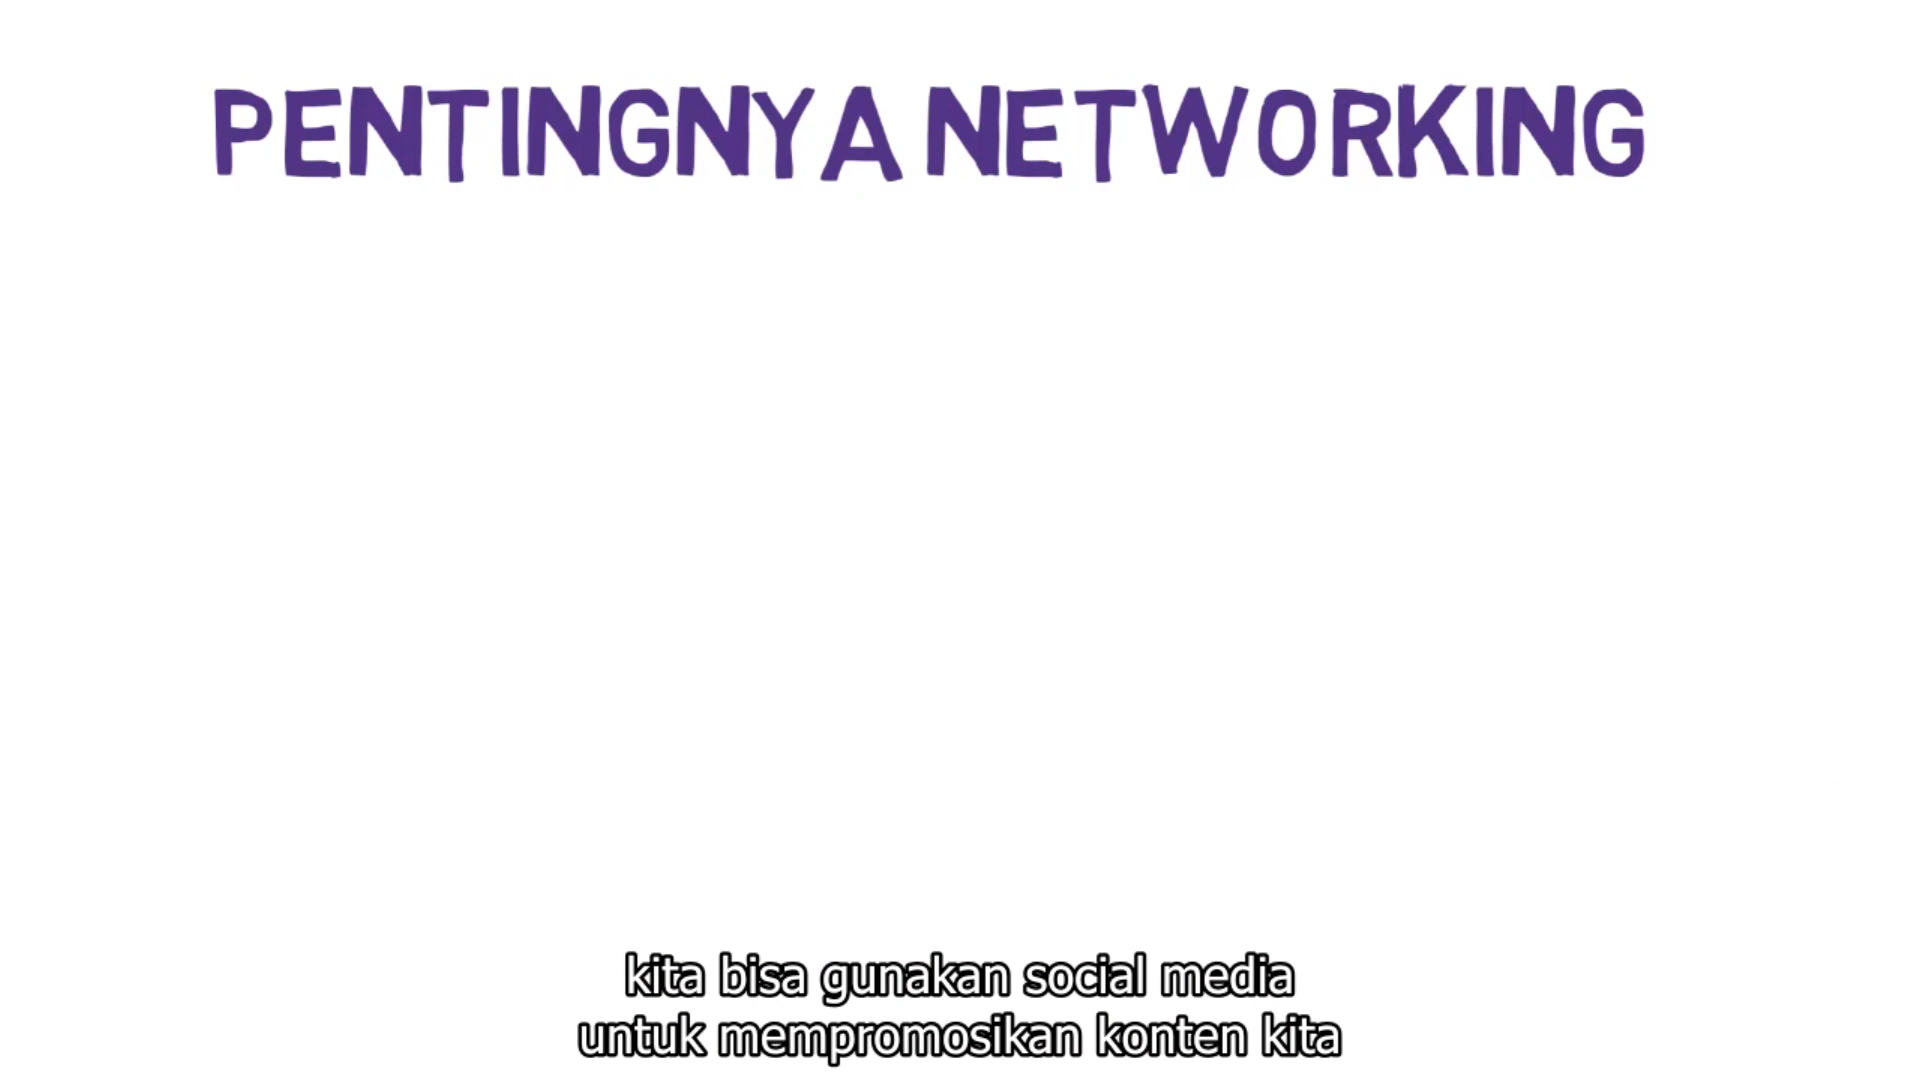 PENTINGNYA NETWORKING
kita bisa gunakan social media
untuk mempromosikan konten kita